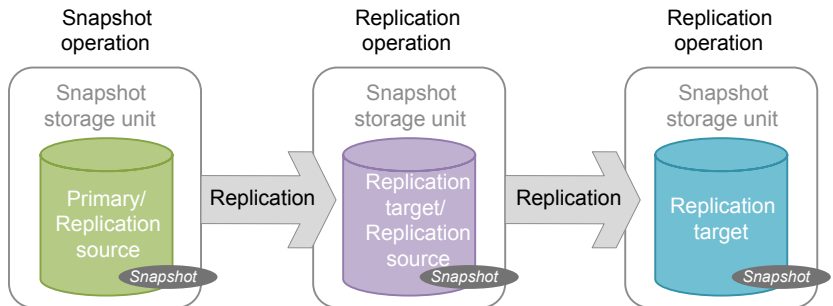 Snapshot
operation
Replication
operation
Replication
operation
Snapshot
storage unit
Primary/
Replication
source
Snapshot
Replication
Snapshot
storage unit
Replication
target/
Replication
source
Snapshot
Replication
Snapshot
storage unit
Replication
target
Snapshot